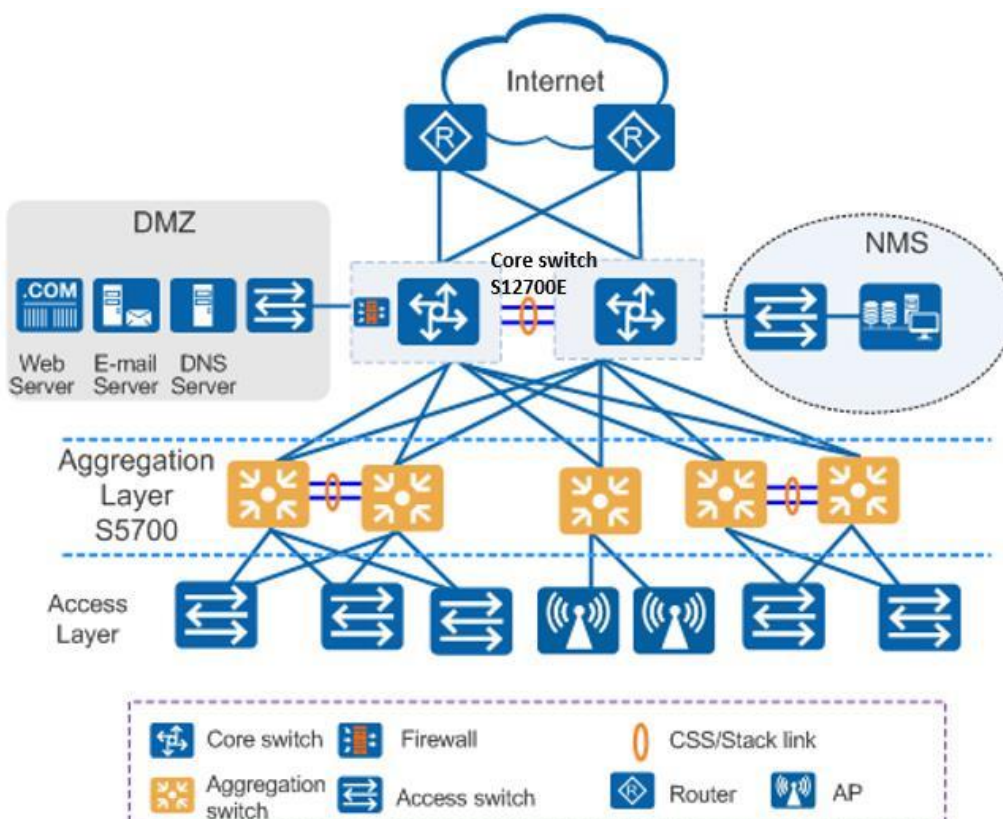 Internet
R
R
DMZ
.COM
Web
Server
E-mail
Server
DNS
Server
Core switch
S12700E
NMS
Aggregation
Layer
S5700
Access
Layer
Core switch
Firewall
CSS/Stack link
Aggregation
switch
Access switch
R
Router
AP